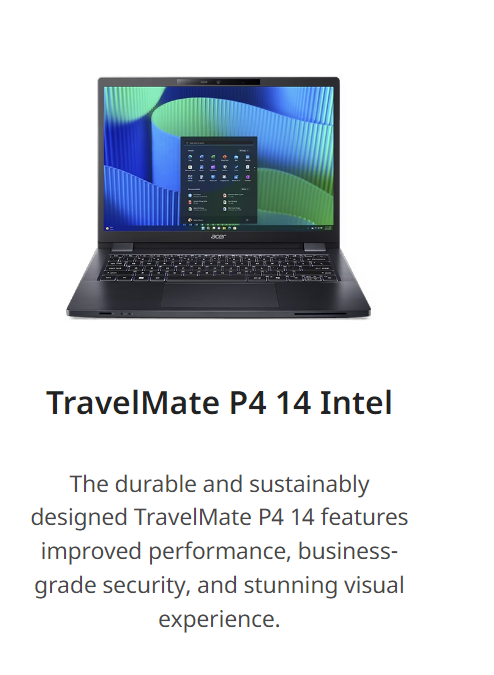 acer
TravelMate P4 14 Intel
The durable and sustainably
designed TravelMate P4 14 features
improved performance, business-
grade security, and stunning visual
experience.